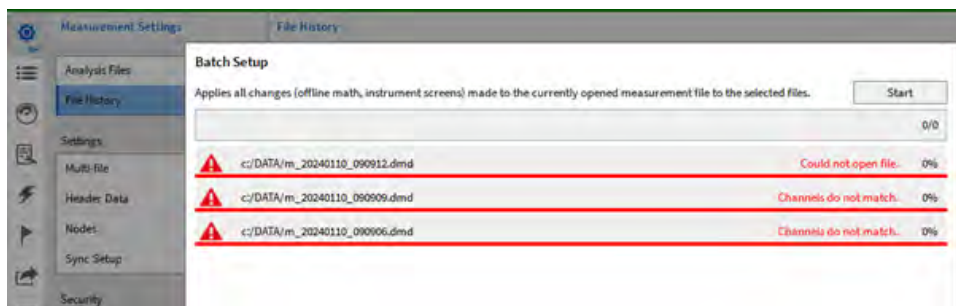 Measurement Settings
File History
Analysis Files
File History
Settings
Multi-file
Header Data
Nodes
Sync Setup
Security
Batch Setup
Applies all changes (offline math, instrument screens) made to the currently opened measurement file to the selected files.
Start
0/0
c:/DATA/m_20240110_090912.dmd Could not open file. 0%
c:/DATA/m_20240110_090909.dmd Channels do not match. 0%
c:/DATA/m_20240110_090906.dmd Channels do not match. 0%